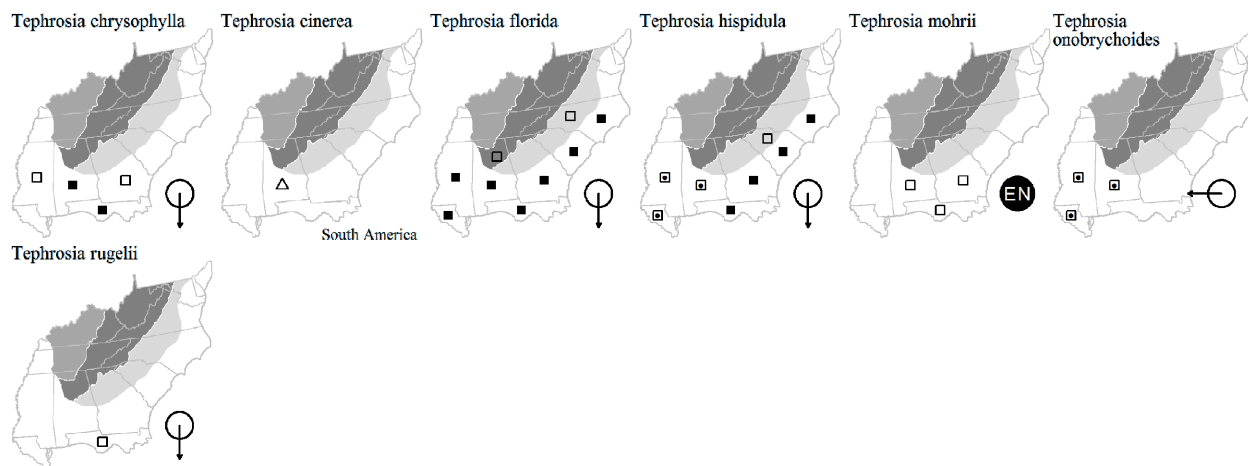 Tephrosia chrysophylla
Tephrosia cinerea
Tephrosia florida
Tephrosia hispidula
Tephrosia mohrii
Tephrosia
onobrychoides
EN
South America
Tephrosia rugelii